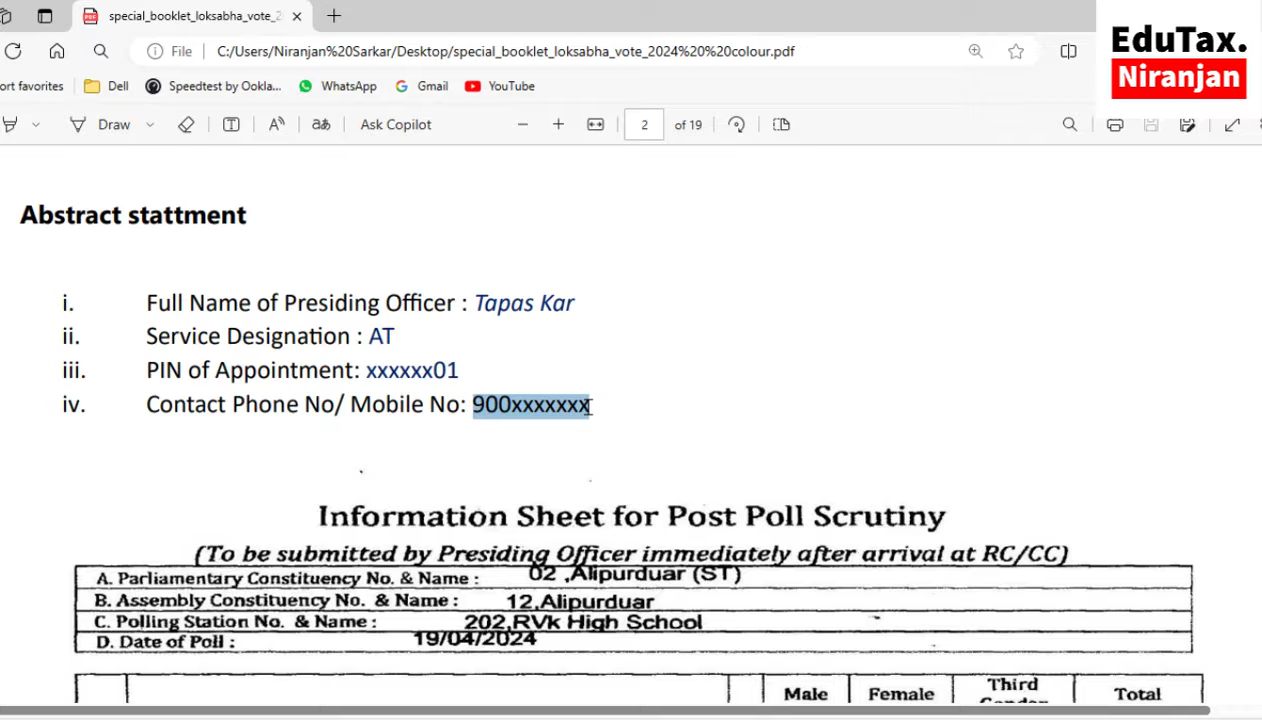 special_booklet_loksabha_vote_2
EduTax.
Niranjan
File
C:/Users/Niranjan%20Sarkar/Desktop/special_booklet_loksabha_vote_2024%20%20colour.pdf
ort favorites
Dell
Speedtest by Ookla...
WhatsApp
Gmail
YouTube
Draw
aあ
Ask Copilot
2
of 19
Abstract stattment
i. Full Name of Presiding Officer : Tapas Kar
ii. Service Designation : AT
iii. PIN of Appointment: xxxxxx01
iv. Contact Phone No/ Mobile No: 900xxxxxxx
Information Sheet for Post Poll Scrutiny
(To be submitted by Presiding Officer immediately after arrival at RC/CC)
A. Parliamentary Constituency No. & Name : 02 ,Alipurduar (ST)
B. Assembly Constituency No. & Name : 12,Alipurduar
C. Polling Station No. & Name : 202,RVk High School
D. Date of Poll : 19/04/2024
Male Female Third Total